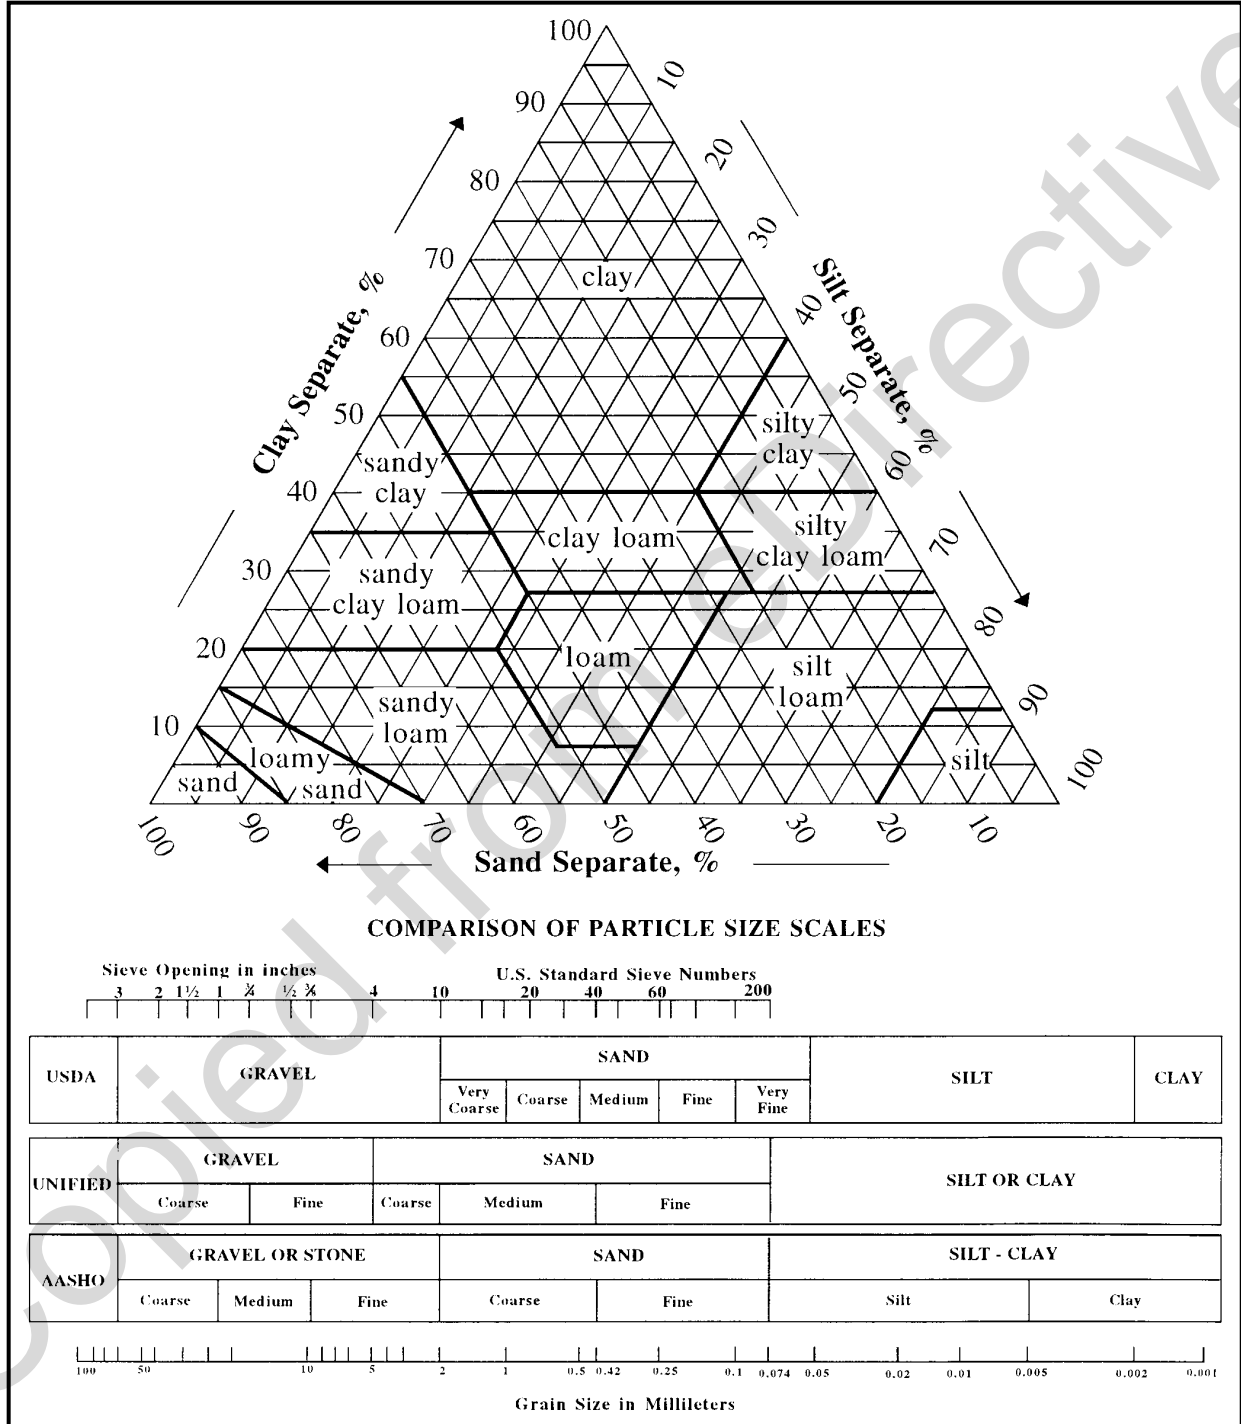 100
90
80
70
60
50
40
30
20
10
10
20
30
40
50
60
70
80
90
100
Clay Separate, %
Silt Separate, %
clay
silty
clay
sandy
clay
clay loam
silty
clay loam
sandy
clay loam
loam
silt
loam
sandy
loam
loamy
sand
sand
silt
100
90
80
70
60
50
40
30
20
10
Sand Separate, %
COMPARISON OF PARTICLE SIZE SCALES
Sieve Opening in inches
U.S. Standard Sieve Numbers
3 2 1½ 1 ¾ ½ ⅜ 4 10 20 40 60 200
USDA
GRAVEL
SAND
SILT
CLAY
Very
Coarse
Coarse
Medium
Fine
Very
Fine
UNIFIED
GRAVEL
SAND
SILT OR CLAY
Coarse
Fine
Coarse
Medium
Fine
AASHO
GRAVEL OR STONE
SAND
SILT - CLAY
Coarse
Medium
Fine
Coarse
Fine
Silt
Clay
100 50 10 5 2 1 0.5 0.42 0.25 0.1 0.074 0.05 0.02 0.01 0.005 0.002 0.001
Grain Size in Millileters
Copied from eDirective